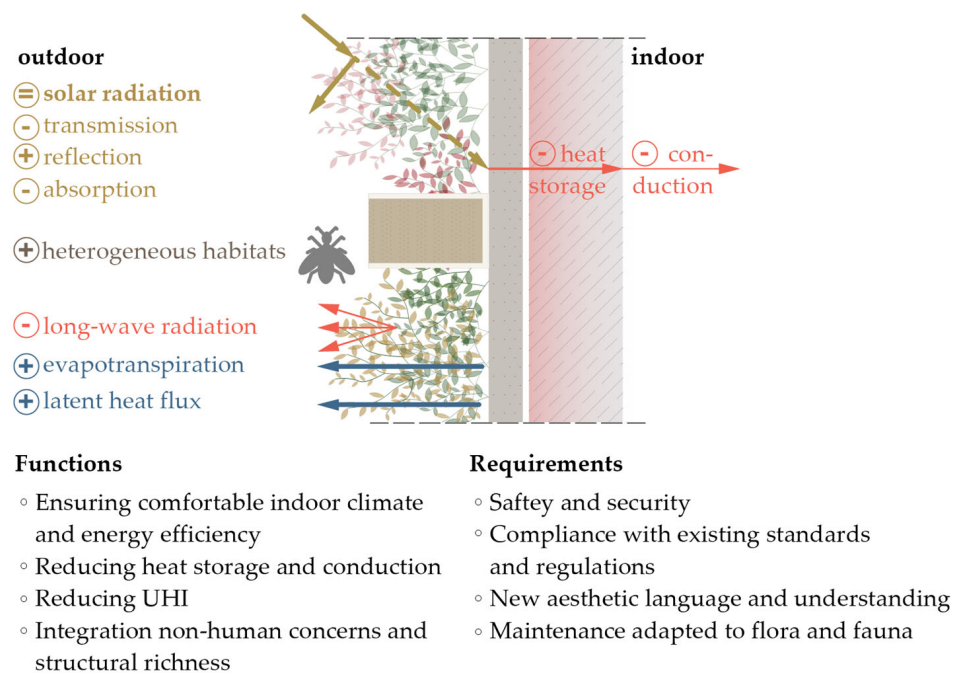 outdoor
= solar radiation
- transmission
+ reflection
- absorption
+ heterogeneous habitats
- long-wave radiation
+ evapotranspiration
+ latent heat flux
indoor
- heat
storage
- con-
duction
Functions
◦ Ensuring comfortable indoor climate
and energy efficiency
◦ Reducing heat storage and conduction
◦ Reducing UHI
◦ Integration non-human concerns and
structural richness
Requirements
◦ Saftey and security
◦ Compliance with existing standards
and regulations
◦ New aesthetic language and understanding
◦ Maintenance adapted to flora and fauna